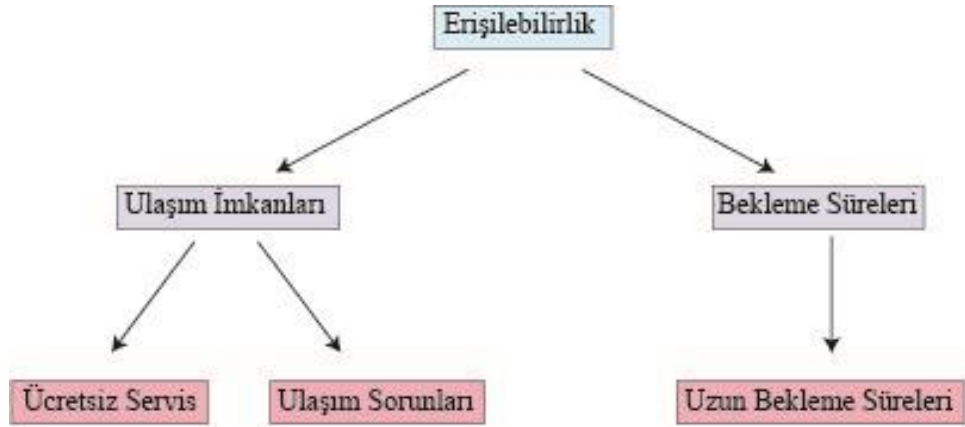 Erişilebilirlik
Ulaşım İmkanları
Bekleme Süreleri
Ücretsiz Servis
Ulaşım Sorunları
Uzun Bekleme Süreleri